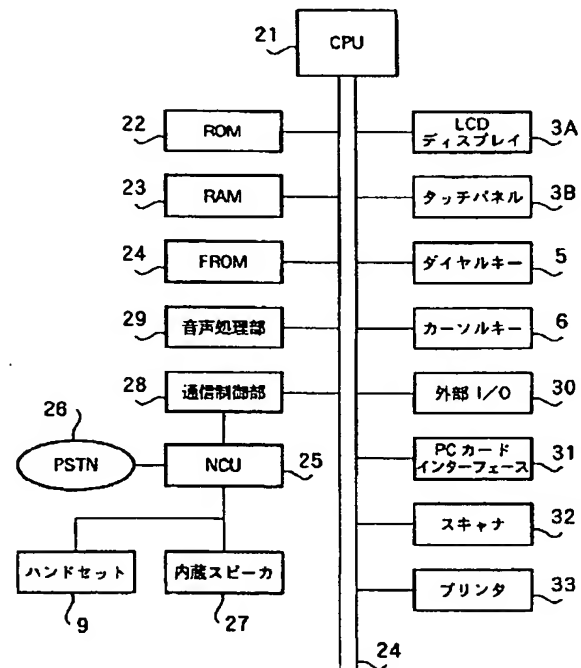 21
CPU
22
ROM
LCD
ディスプレイ
3A
23
RAM
タッチパネル
3B
24
FROM
ダイヤルキー
5
29
音声処理部
カーソルキー
6
28
通信制御部
外部 I/O
30
26
PSTN
NCU
25
PCカード
インターフェース
31
スキャナ
32
ハンドセット
内蔵スピーカ
プリンタ
33
9
27
24